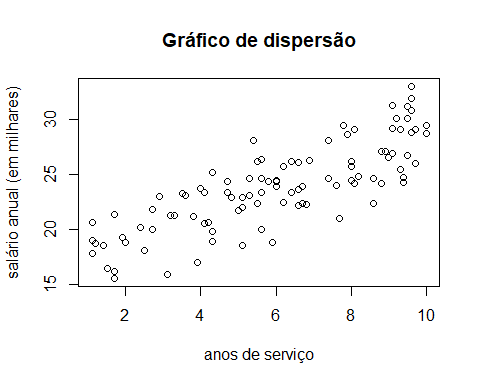 Gráfico de dispersão
salário anual (em milhares)
30
25
20
15
2 4 6 8 10
anos de serviço